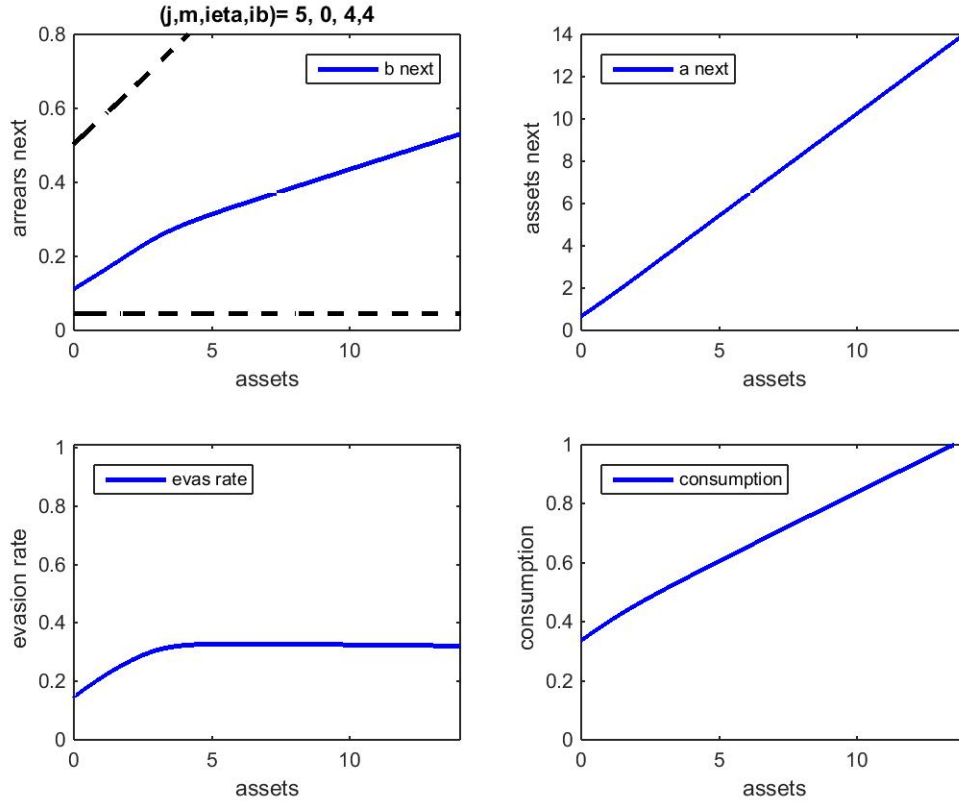 (j,m,ieta,ib)= 5, 0, 4,4
0.8
0.6
0.4
0.2
0
0
5
10
arrears next
assets
b next
14
12
10
8
6
4
2
0
0
5
10
assets next
assets
a next
1
0.8
0.6
0.4
0.2
0
0
5
10
evasion rate
assets
evas rate
1
0.8
0.6
0.4
0.2
0
0
5
10
consumption
assets
consumption